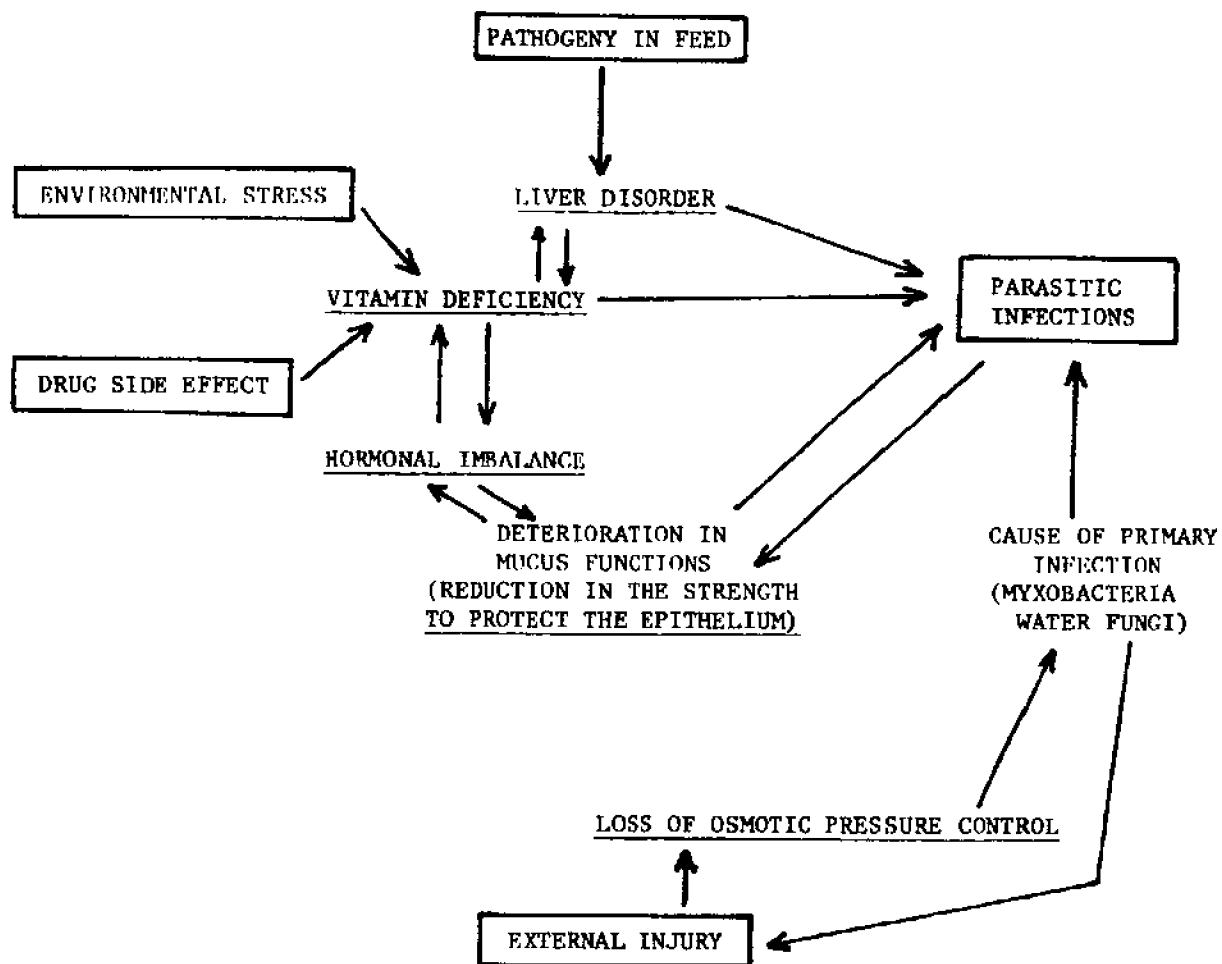 PATHOGENY IN FEED
ENVIRONMENTAL STRESS
LIVER DISORDER
VITAMIN DEFICIENCY
PARASITIC
INFECTIONS
DRUG SIDE EFFECT
HORMONAL IMBALANCE
DETERIORATION IN
MUCUS FUNCTIONS
(REDUCTION IN THE STRENGTH
TO PROTECT THE EPITHELIUM)
CAUSE OF PRIMARY
INFECTION
(MYXOBACTERIA
WATER FUNGI)
LOSS OF OSMOTIC PRESSURE CONTROL
EXTERNAL INJURY